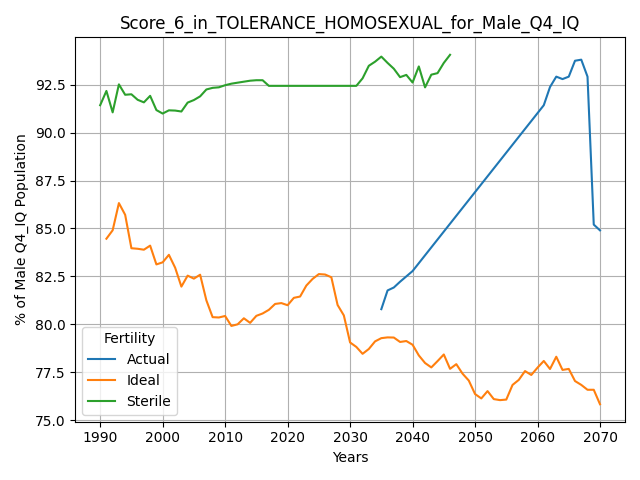 Score_6_in_TOLERANCE_HOMOSEXUAL_for_Male_Q4_IQ
% of Male Q4_IQ Population
92.5
90.0
87.5
85.0
82.5
80.0
77.5
75.0
Fertility
Actual
Ideal
Sterile
1990 2000 2010 2020 2030 2040 2050 2060 2070
Years